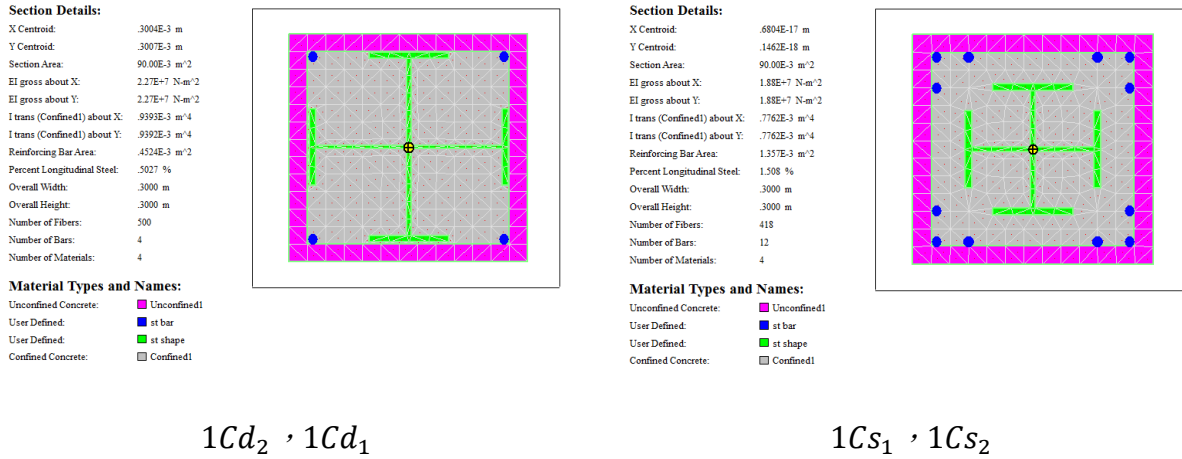 Section Details:
X Centroid: .3004E-3 m
Y Centroid: .3007E-3 m
Section Area: 90.00E-3 m^2
EI gross about X: 2.27E+7 N-m^2
EI gross about Y: 2.27E+7 N-m^2
I trans (Confined1) about X: .9393E-3 m^4
I trans (Confined1) about Y: .9392E-3 m^4
Reinforcing Bar Area: .4524E-3 m^2
Percent Longitudinal Steel: .5027 %
Overall Width: .3000 m
Overall Height: .3000 m
Number of Fibers: 500
Number of Bars: 4
Number of Materials: 4
Material Types and Names:
Unconfined Concrete: Unconfined1
User Defined: st bar
User Defined: st shape
Confined Concrete: Confined1
1Cd₂ , 1Cd₁
Section Details:
X Centroid: .6804E-17 m
Y Centroid: .1462E-18 m
Section Area: 90.00E-3 m^2
EI gross about X: 1.88E+7 N-m^2
EI gross about Y: 1.88E+7 N-m^2
I trans (Confined1) about X: .7762E-3 m^4
I trans (Confined1) about Y: .7762E-3 m^4
Reinforcing Bar Area: 1.357E-3 m^2
Percent Longitudinal Steel: 1.508 %
Overall Width: .3000 m
Overall Height: .3000 m
Number of Fibers: 418
Number of Bars: 12
Number of Materials: 4
Material Types and Names:
Unconfined Concrete: Unconfined1
User Defined: st bar
User Defined: st shape
Confined Concrete: Confined1
1Cs₁ , 1Cs₂